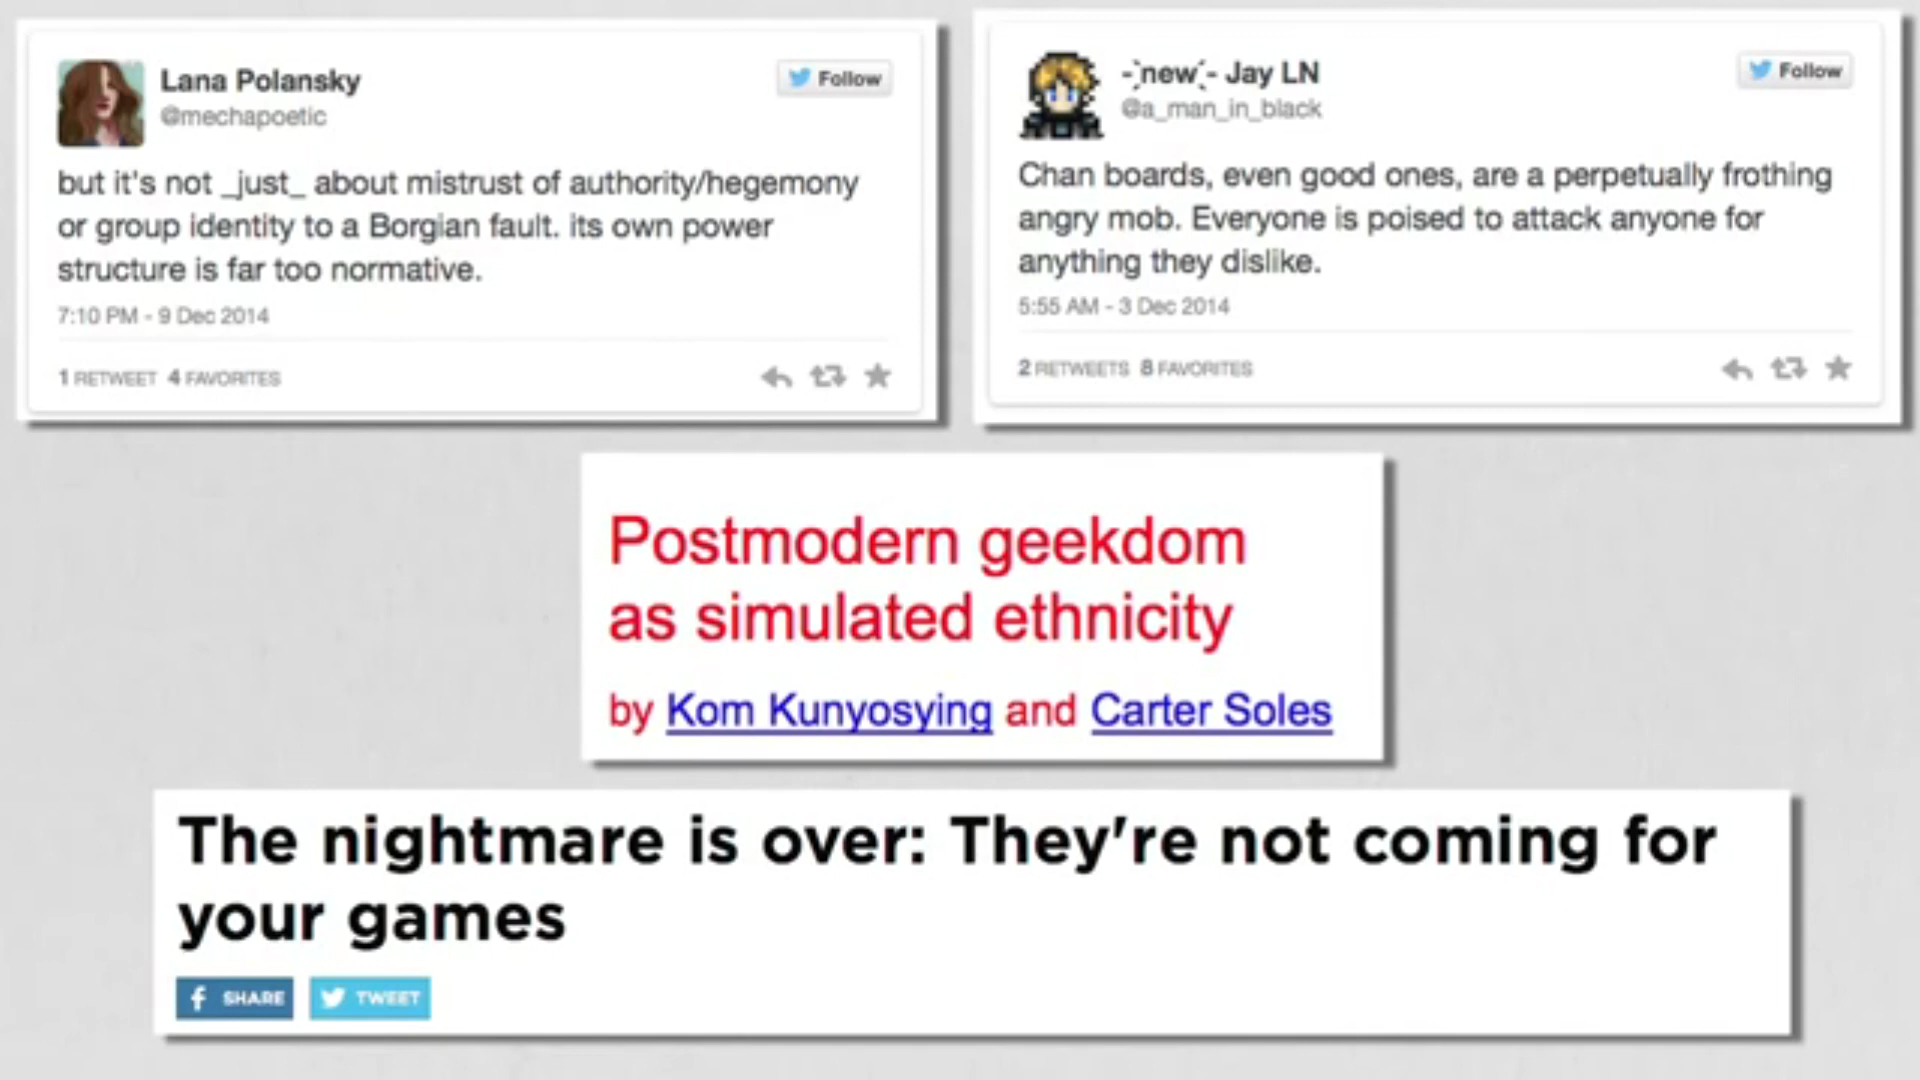 Lana Polansky
@mechapoetic
Follow
but it's not _just_ about mistrust of authority/hegemony
or group identity to a Borgian fault. its own power
structure is far too normative.
7:10 PM - 9 Dec 2014
1 RETWEET 4 FAVORITES
-̖̀neẃ̗- Jay LN
@a_man_in_black
Follow
Chan boards, even good ones, are a perpetually frothing
angry mob. Everyone is poised to attack anyone for
anything they dislike.
5:55 AM - 3 Dec 2014
2 RETWEETS 8 FAVORITES
Postmodern geekdom
as simulated ethnicity
by Kom Kunyosying and Carter Soles
The nightmare is over: They're not coming for
your games
SHARE
TWEET